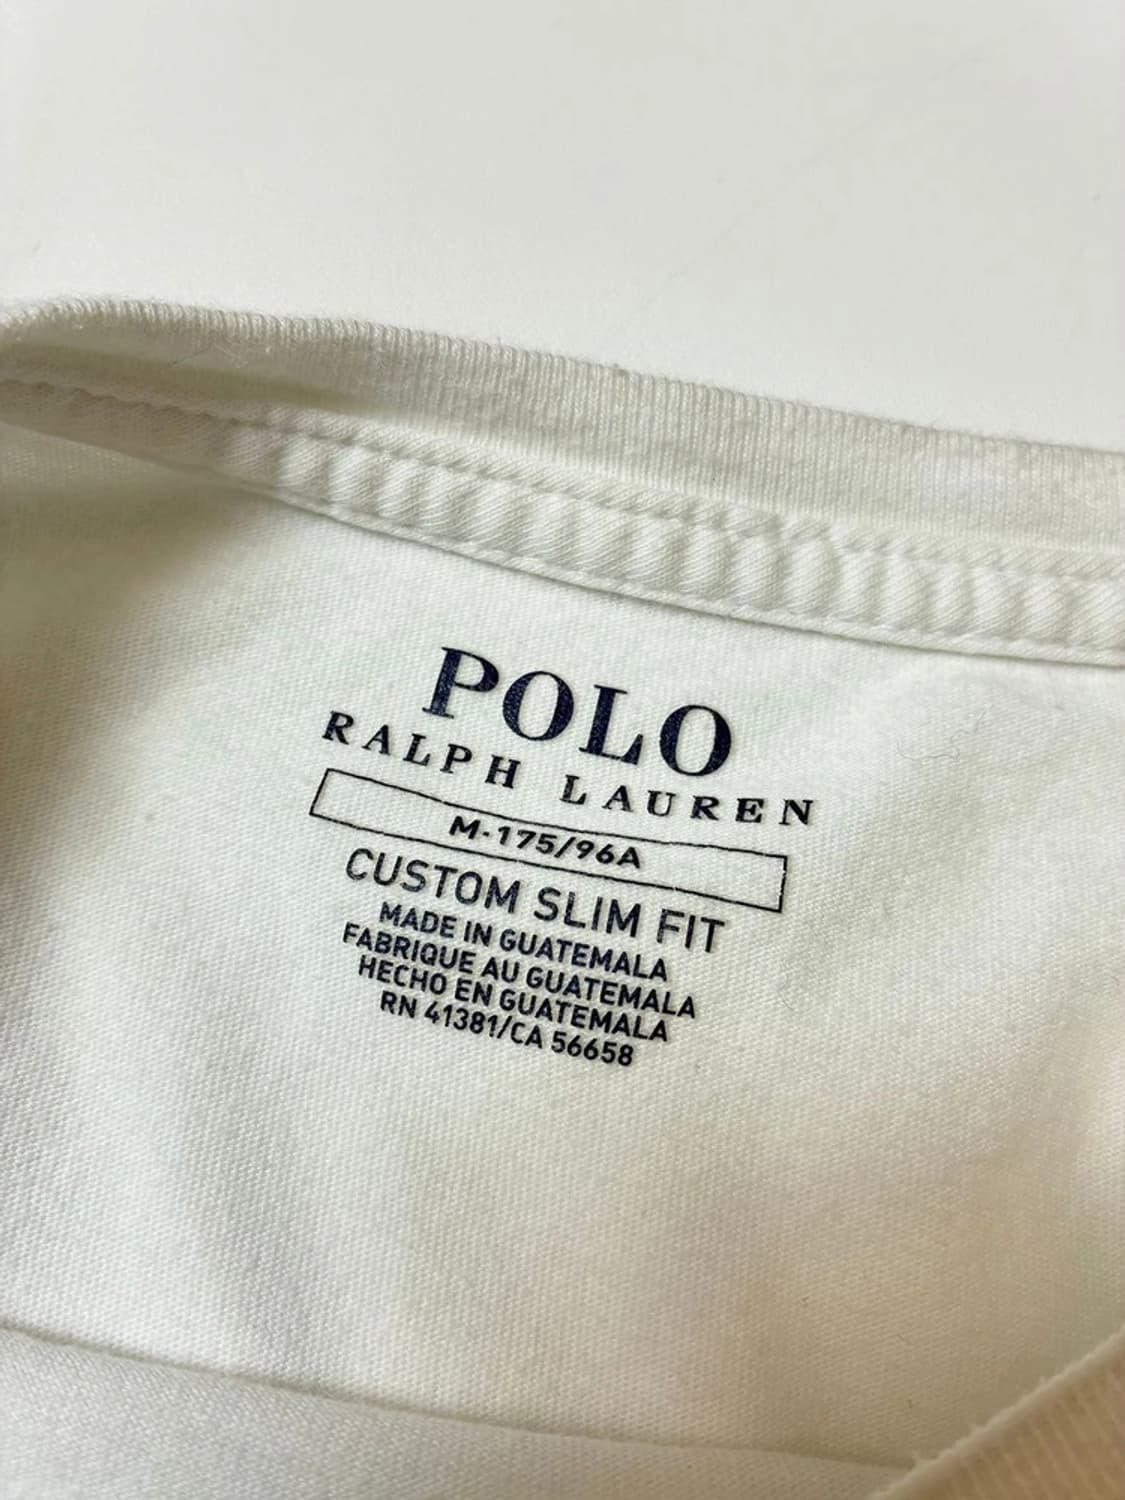 POLO
RALPH LAUREN
M-175/96A
CUSTOM SLIM FIT
MADE IN GUATEMALA
FABRIQUE AU GUATEMALA
HECHO EN GUATEMALA
RN 41381/CA 56658